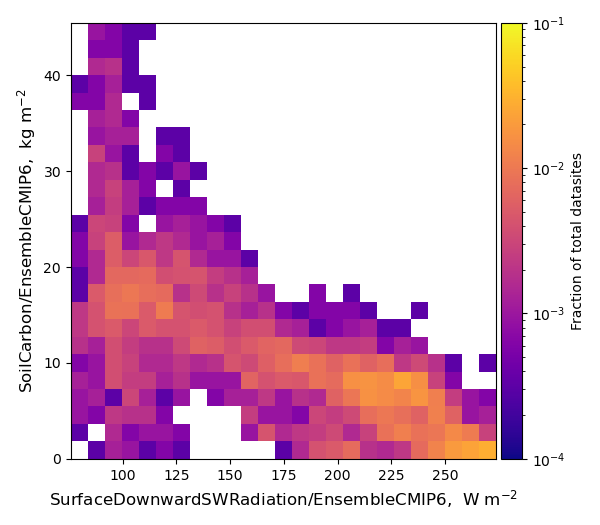 SoilCarbon/EnsembleCMIP6, kg m⁻²
40
30
20
10
0
100 125 150 175 200 225 250
SurfaceDownwardSWRadiation/EnsembleCMIP6, W m⁻²
10⁻¹
10⁻²
10⁻³
10⁻⁴
Fraction of total datasites